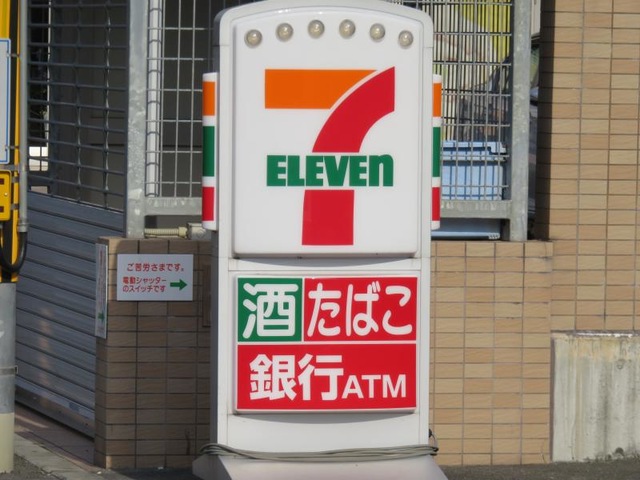 7
ELEVEn
酒 たばこ
銀行ATM
ご苦労さまです。
電動シャッター
のスイッチです →